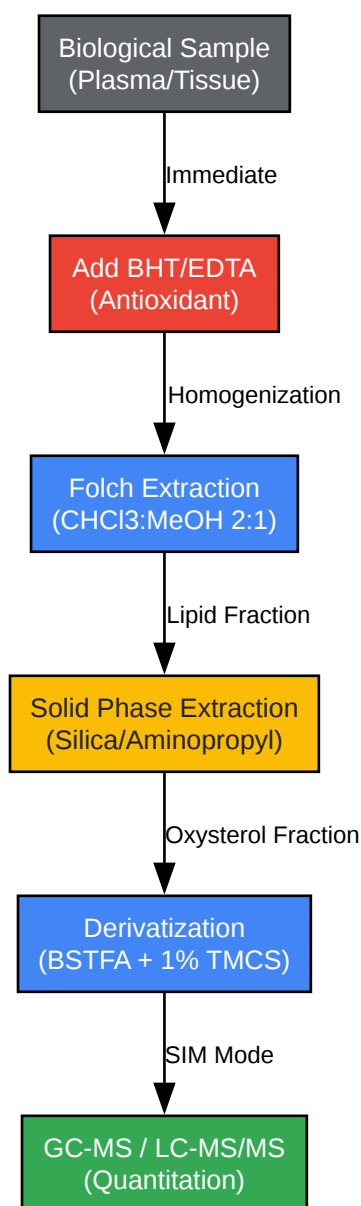 Biological Sample
(Plasma/Tissue)
Immediate
Add BHT/EDTA
(Antioxidant)
Homogenization
Folch Extraction
(CHCl3:MeOH 2:1)
Lipid Fraction
Solid Phase Extraction
(Silica/Aminopropyl)
Oxysterol Fraction
Derivatization
(BSTFA + 1% TMCS)
SIM Mode
GC-MS / LC-MS/MS
(Quantitation)